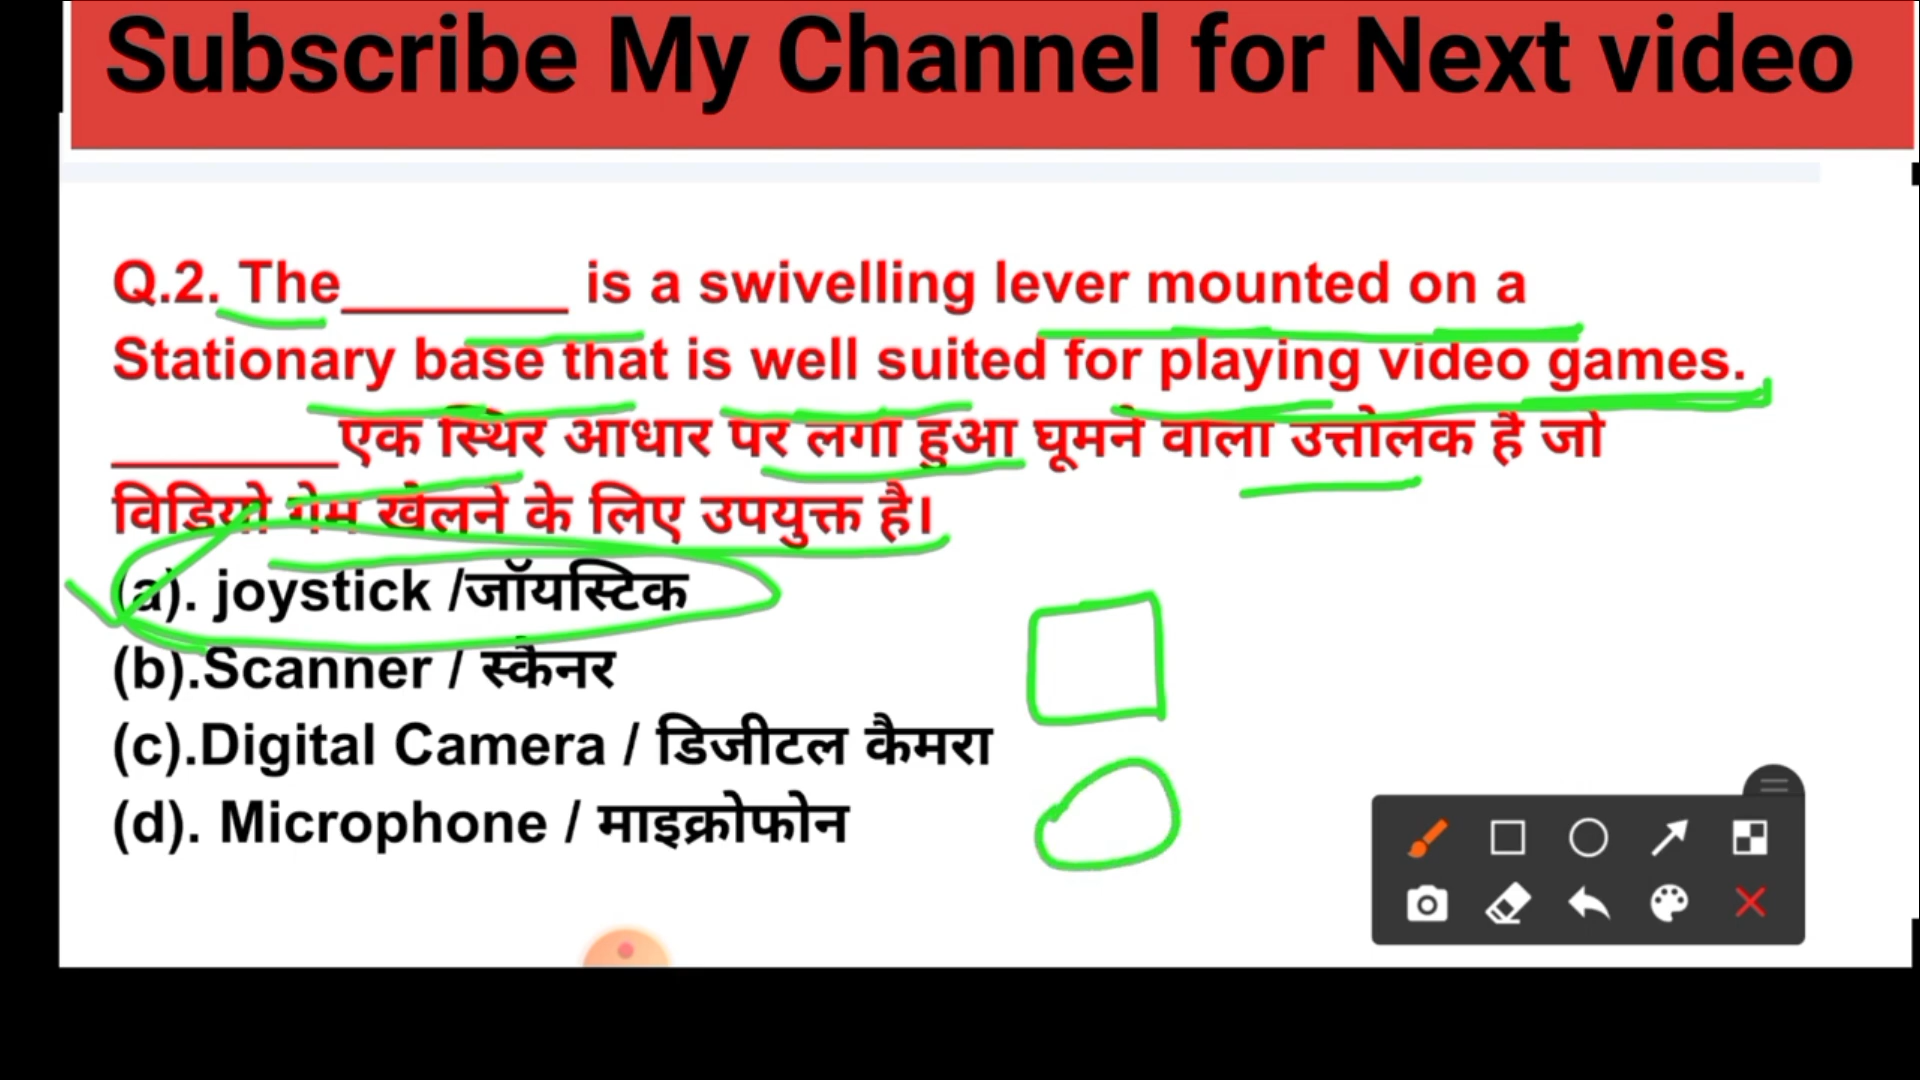 Subscribe My Channel for Next video
Q.2. The________ is a swivelling lever mounted on a
Stationary base that is well suited for playing video games.
________एक स्थिर आधार पर लगा हुआ घूमने वाला उत्तोलक है जो
विडियो गेम खेलने के लिए उपयुक्त है।
(a). joystick /जॉयस्टिक
(b).Scanner / स्कैनर
(c).Digital Camera / डिजीटल कैमरा
(d). Microphone / माइक्रोफोन